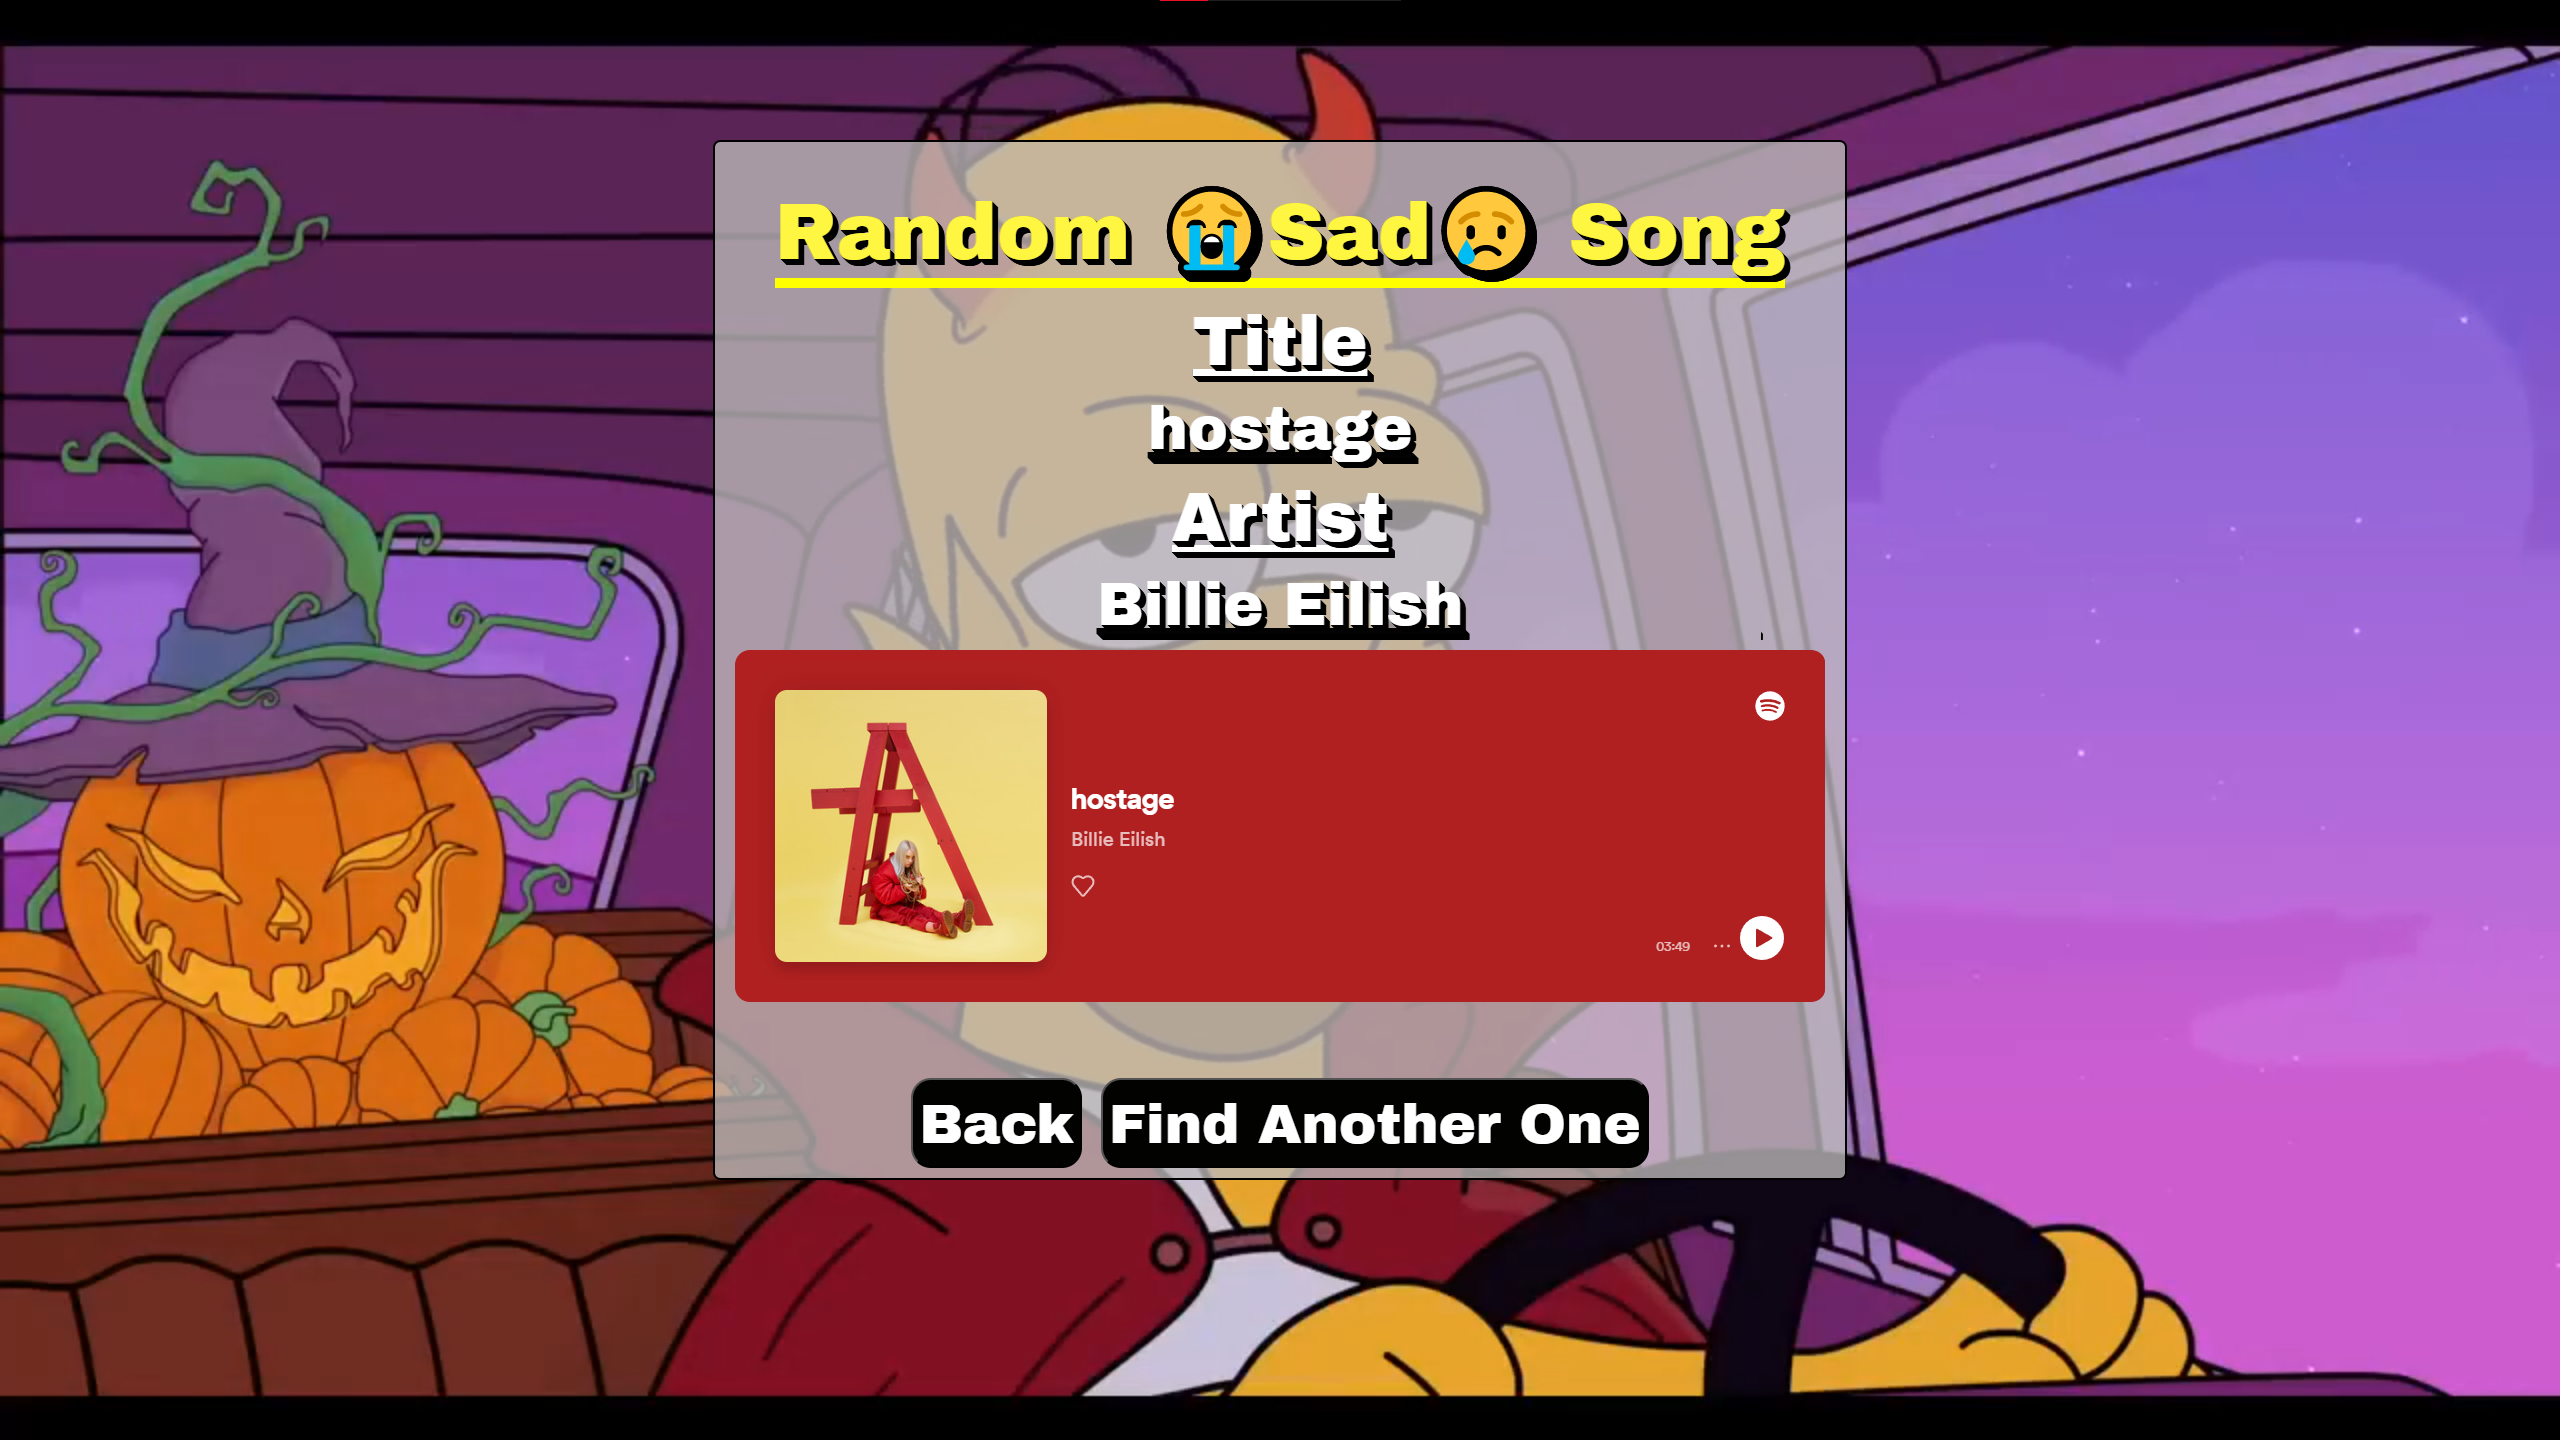 Random 😭Sad😢 Song
Title
hostage
Artist
Billie Eilish
hostage
Billie Eilish
03:49
Back
Find Another One